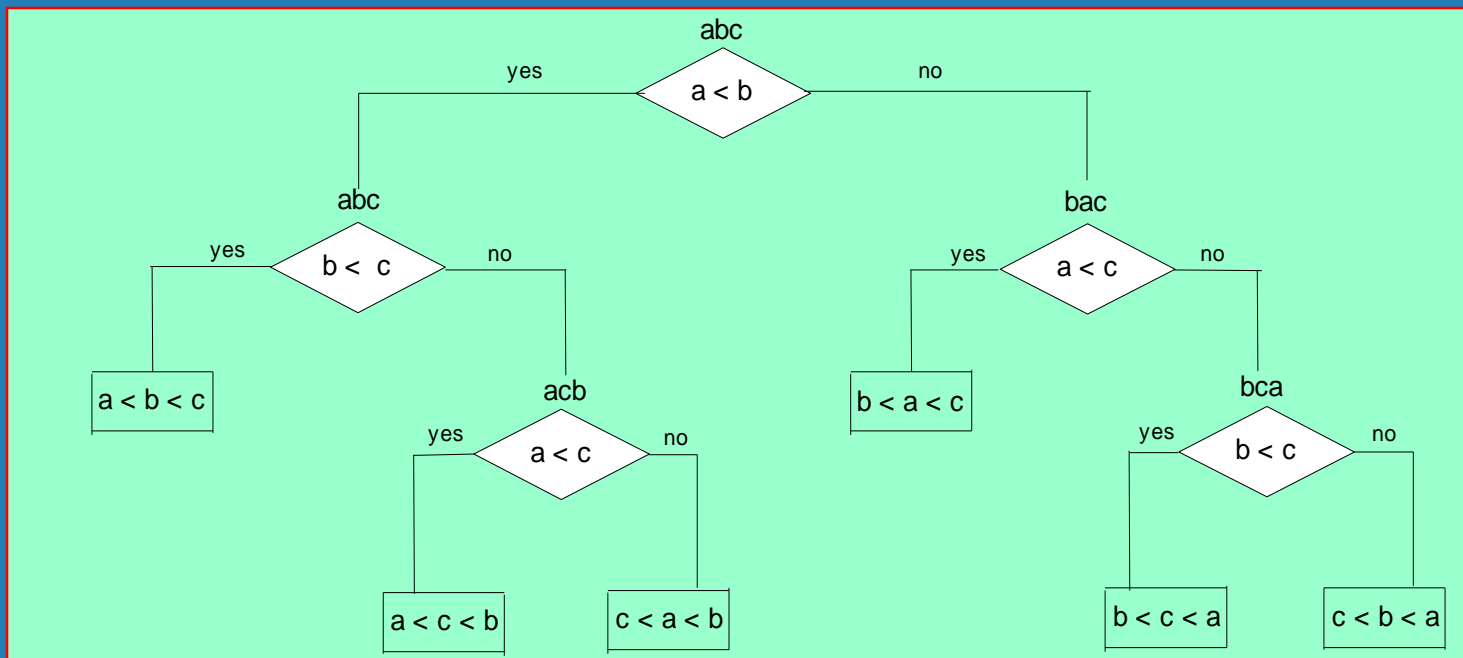 abc
yes
a < b
no
abc
bac
yes
b < c
no
yes
a < c
no
a < b < c
acb
b < a < c
bca
yes
a < c
no
yes
b < c
no
a < c < b
c < a < b
b < c < a
c < b < a